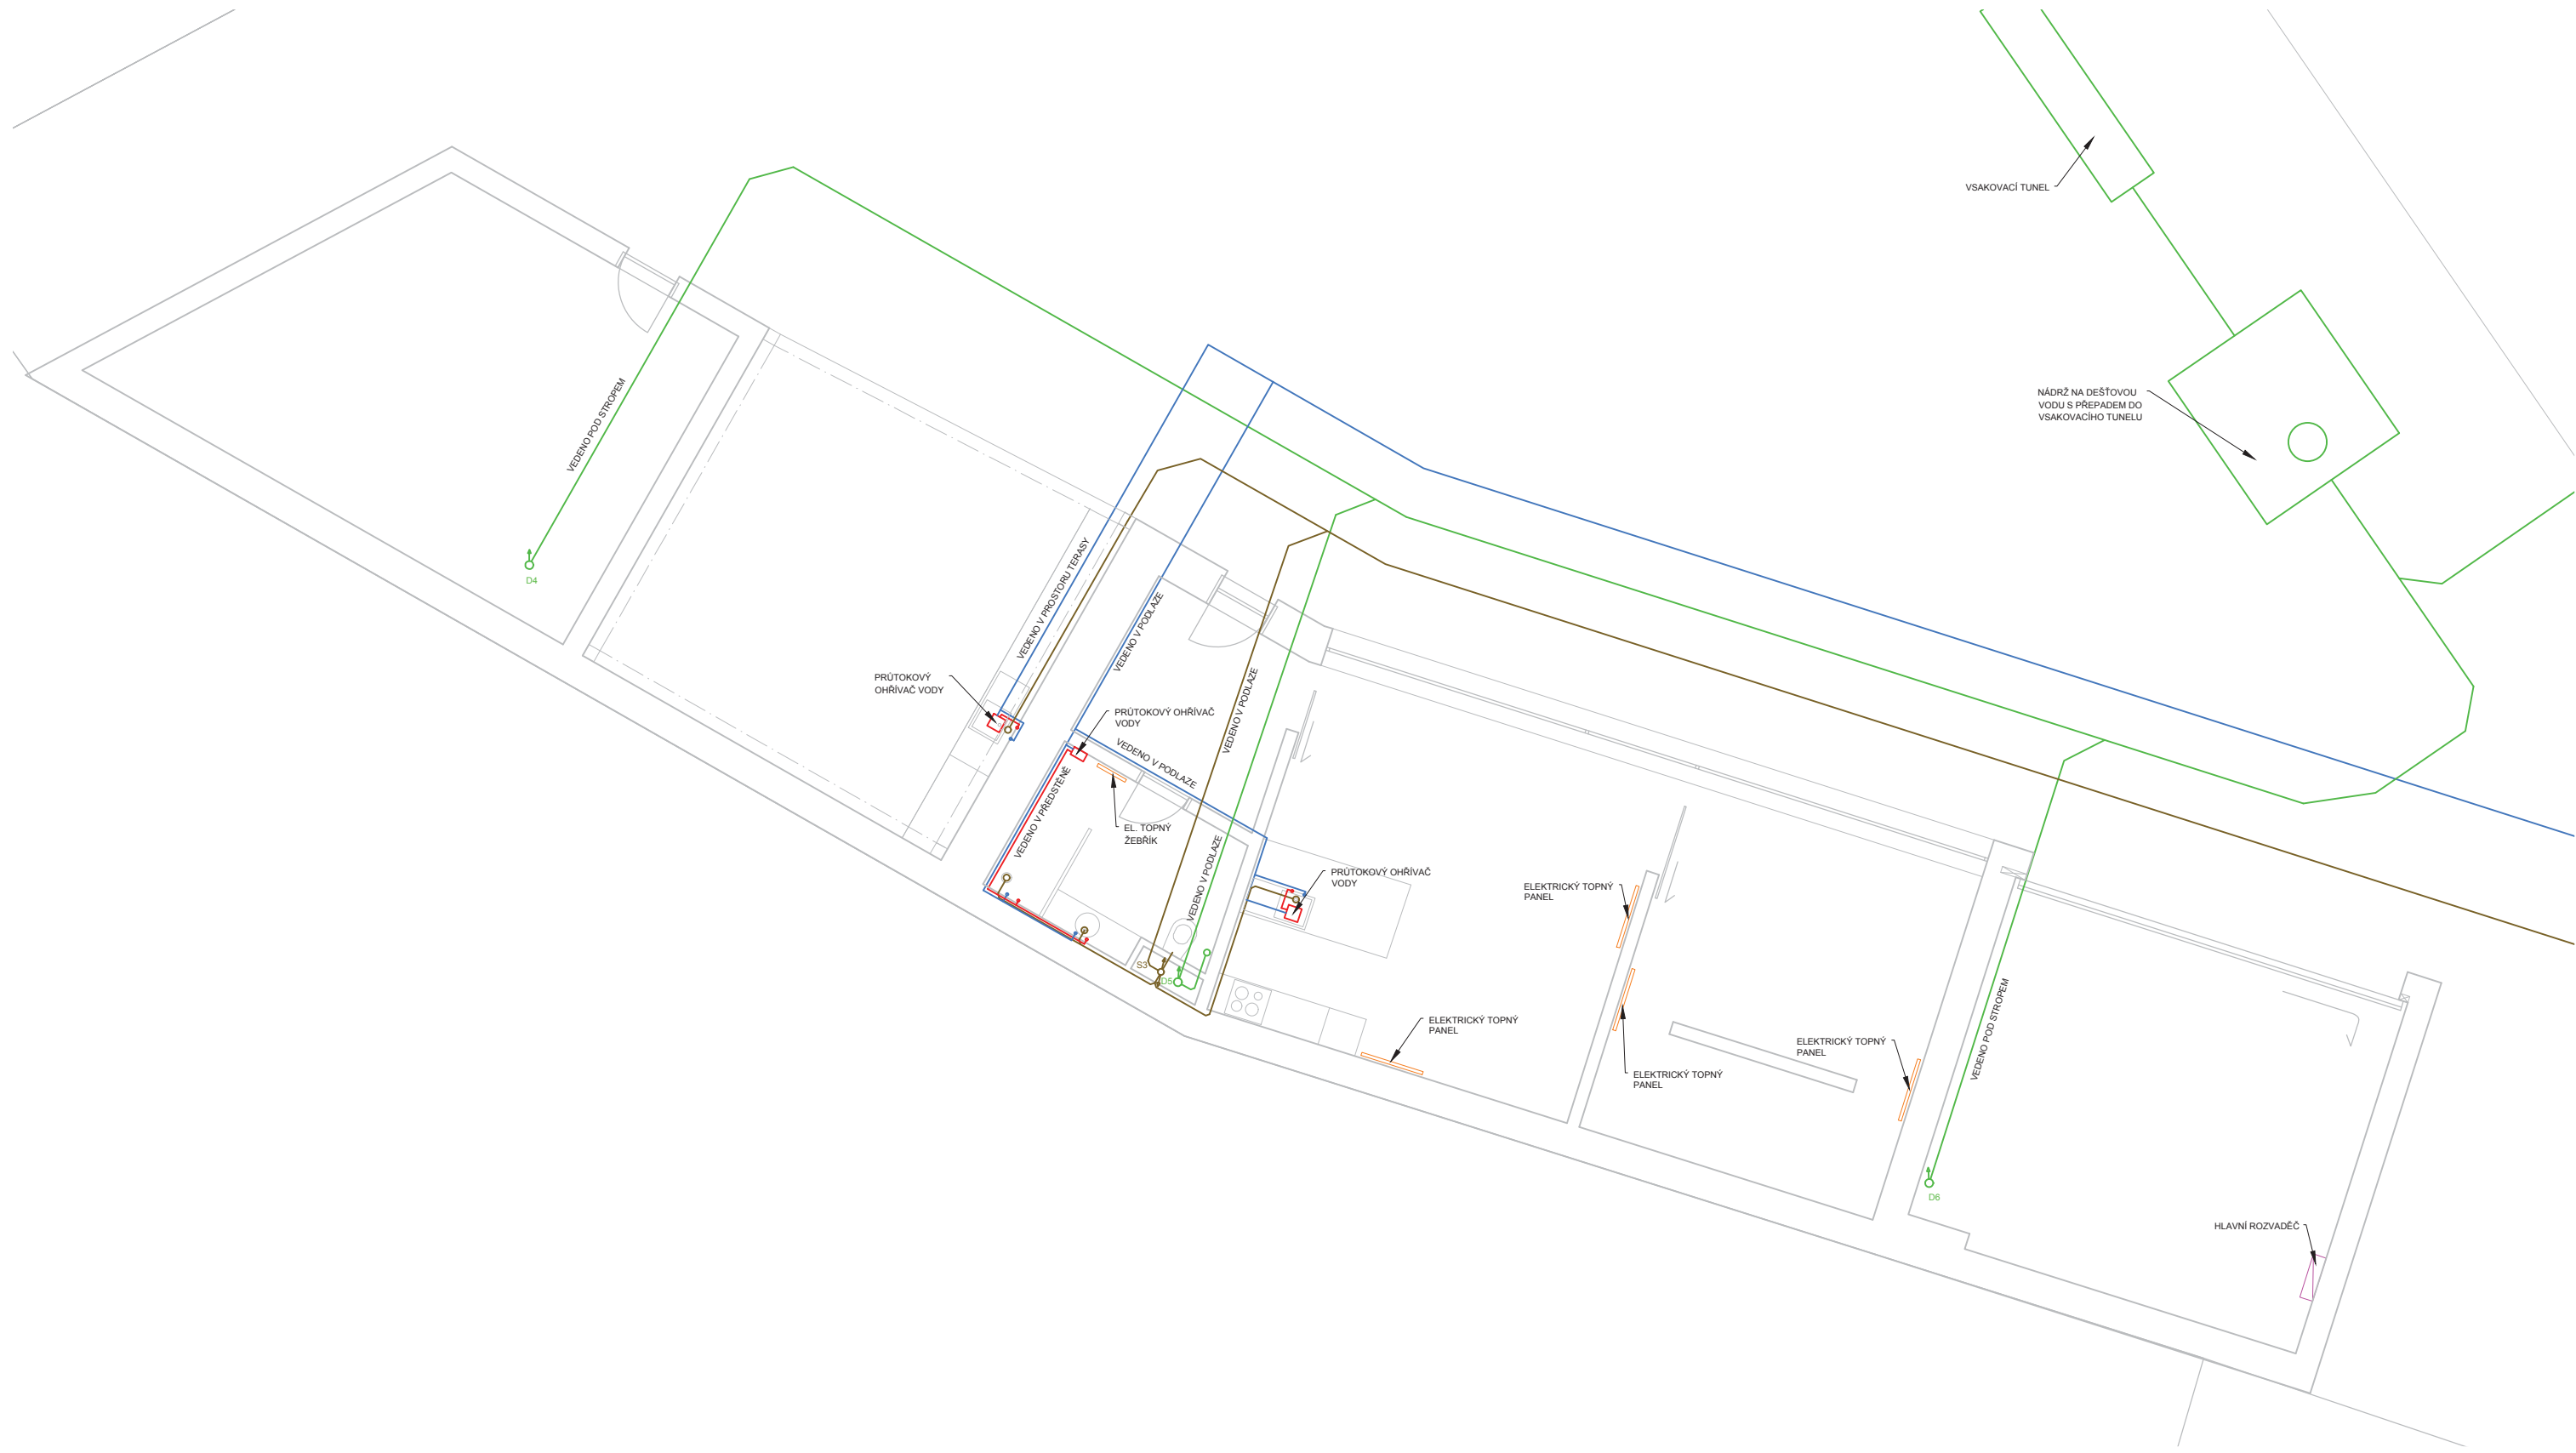 VSAKOVACÍ TUNEL
NÁDRŽ NA DEŠŤOVOU
VODU S PŘEPADEM DO
VSAKOVACÍHO TUNELU
VEDENO POD STROPEM
D4
VEDENO V PROSTORU TERASY
VEDENO V PODLAZE
PRŮTOKOVÝ
OHŘÍVAČ VODY
PRŮTOKOVÝ OHŘÍVAČ
VODY
VEDENO V PODLAZE
VEDENO V PODLAZE
VEDENO V PŘEDSTĚNĚ
EL. TOPNÝ
ŽEBŘÍK
VEDENO V PODLAZE
PRŮTOKOVÝ OHŘÍVAČ
VODY
S3
D5
ELEKTRICKÝ TOPNÝ
PANEL
ELEKTRICKÝ TOPNÝ
PANEL
ELEKTRICKÝ TOPNÝ
PANEL
ELEKTRICKÝ TOPNÝ
PANEL
VEDENO POD STROPEM
D6
HLAVNÍ ROZVADĚČ